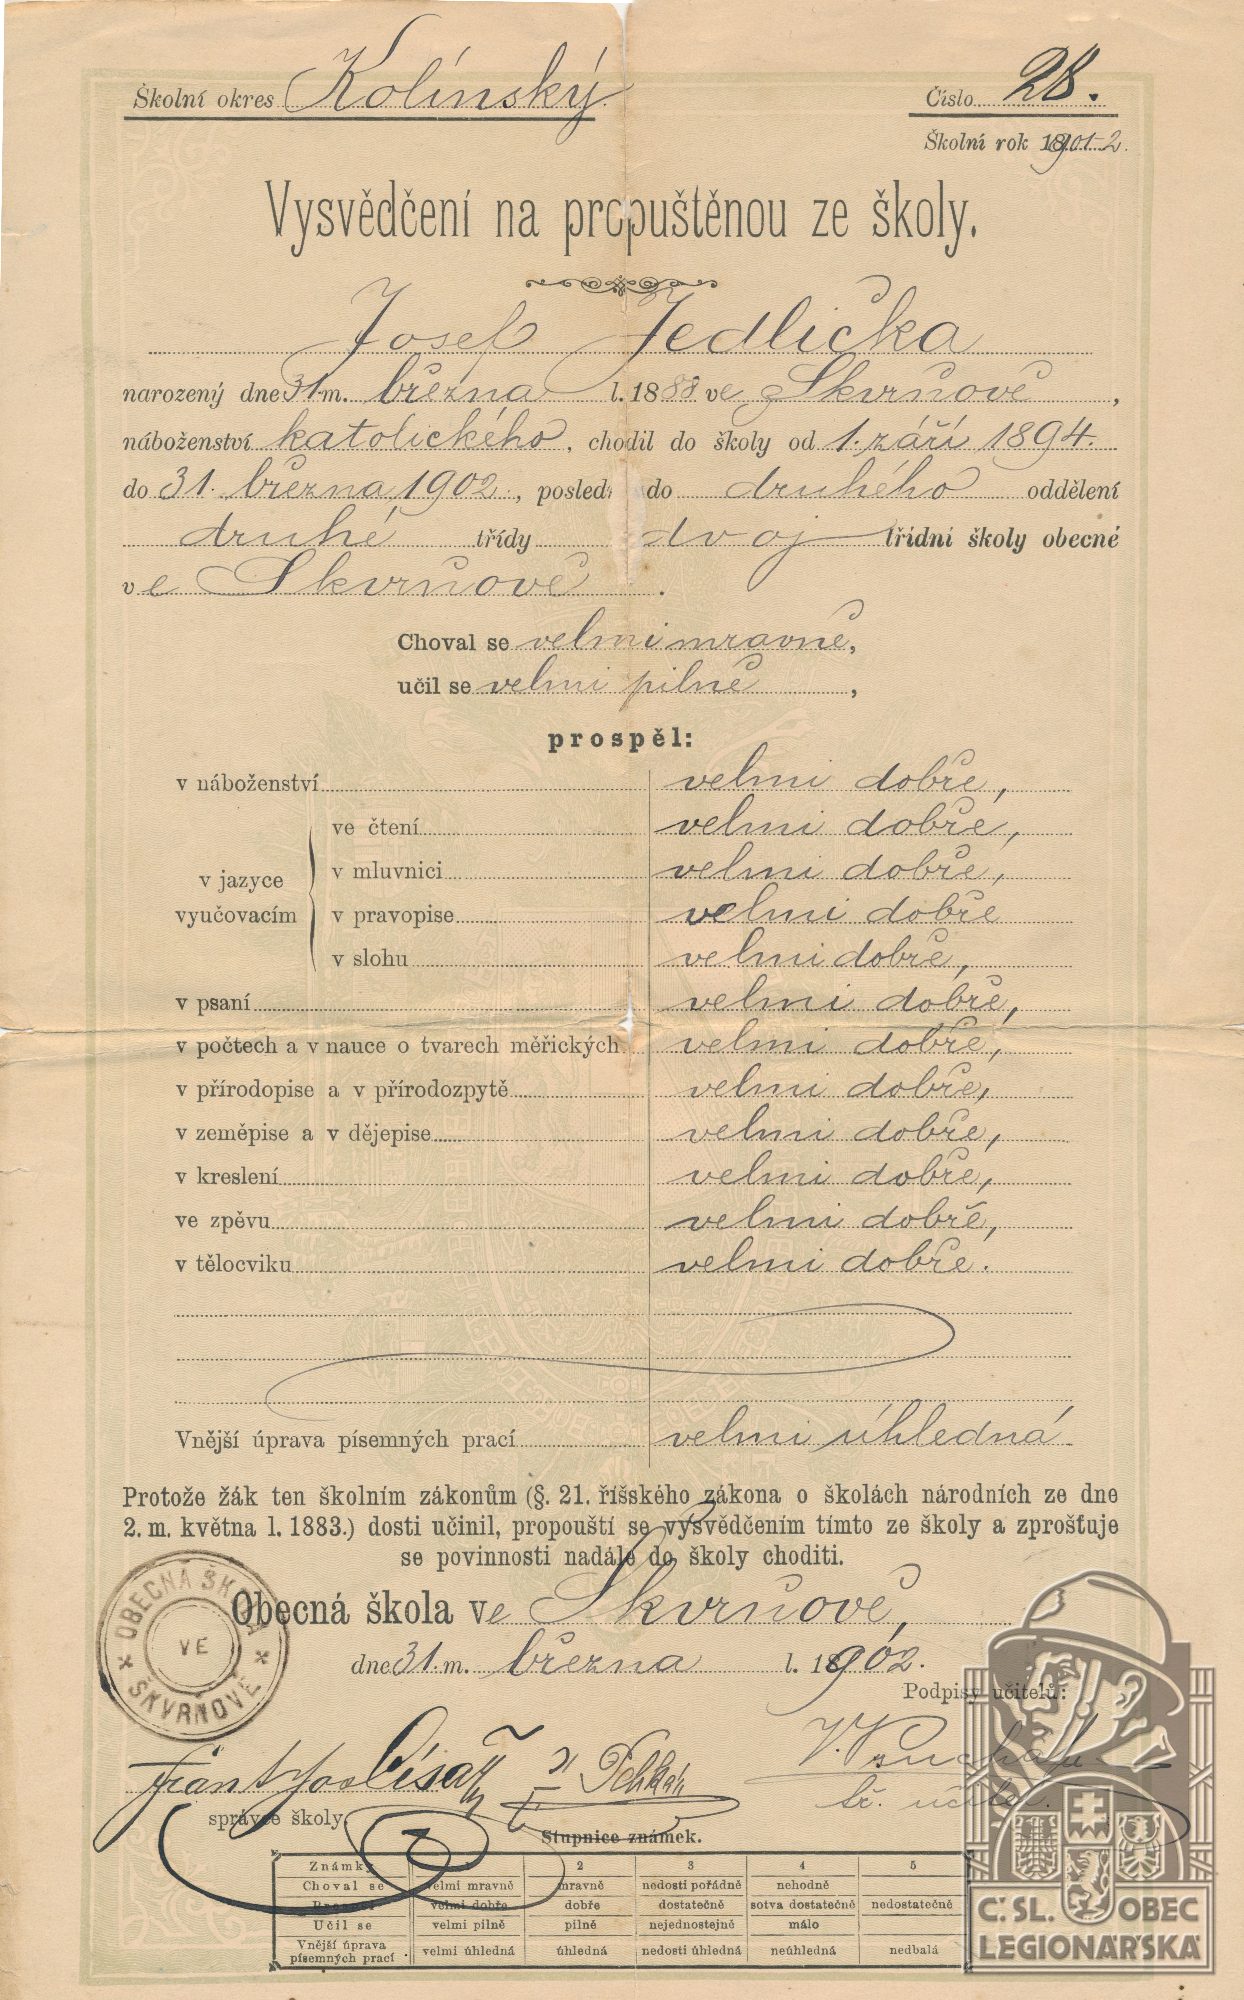 Školní okres Kolínský.
Číslo 28.
Školní rok 1901-2.
Vysvědčení na propuštěnou ze školy.
Josef Jedlička
narozený dne 31. m. března l. 1888 ve Skvrňově,
náboženství katolického, chodil do školy od 1. září 1894.
do 31. března 1902, posled do druhého oddělení
druhé třídy dvoj třídní školy obecné
ve Skvrňově.
Choval se velmi mravně,
učil se velmi pilně,
prospěl:
v náboženství velmi dobře,
v jazyce vyučovacím
ve čtení velmi dobře,
v mluvnici velmi dobře,
v pravopise velmi dobře
v slohu velmi dobře,
v psaní velmi dobře,
v počtech a v nauce o tvarech měřických velmi dobře,
v přírodopise a v přírodozpytě velmi dobře,
v zeměpise a v dějepise velmi dobře,
v kreslení velmi dobře,
ve zpěvu velmi dobře,
v tělocviku velmi dobře.
Vnější úprava písemných prací velmi úhledná
Protože žák ten školním zákonům (§. 21. říšského zákona o školách národních ze dne
2. m. května l. 1883.) dosti učinil, propouští se vysvědčením tímto ze školy a zprošťuje
se povinnosti nadále do školy choditi.
Obecná škola ve Skvrňově,
dne 31. m. března l. 1902.
OBECNÁ ŠKOLA
VE
ŠKVRŇOVĚ
Podpisy učitelů:
Frant. Jos. Císař
správce školy.
tř. učitel.
Stupnice známek.
Známky 1 2 3 4 5
Choval se velmi mravně mravně nedosti pořádně nehodně
Prospěl velmi dobře dobře dostatečně sotva dostatečně nedostatečně
Učil se velmi pilně pilně nejednostejně málo
Vnější úprava písemných prací velmi úhledná úhledná nedosti úhledná neúhledná nedbalá
Č. SL. OBEC
LEGIONÁŘSKÁ